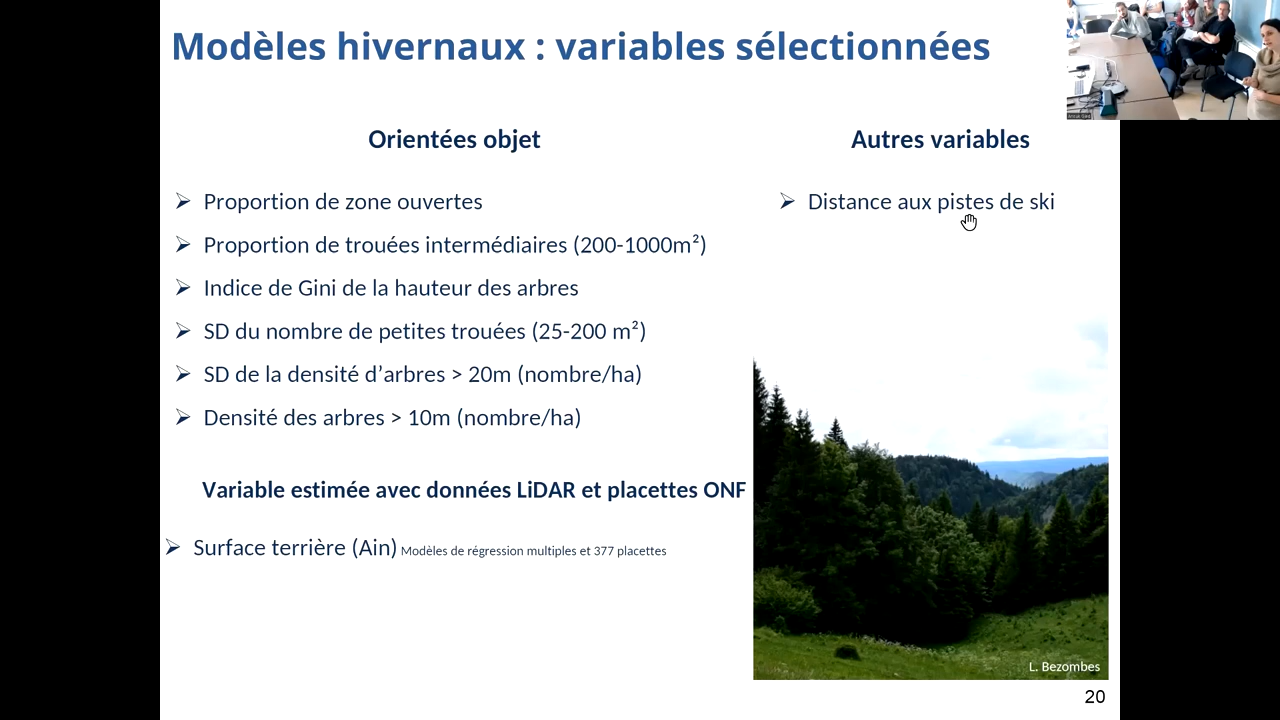 Modèles hivernaux : variables sélectionnées
Orientées objet
Proportion de zone ouvertes
Proportion de trouées intermédiaires (200-1000m²)
Indice de Gini de la hauteur des arbres
SD du nombre de petites trouées (25-200 m²)
SD de la densité d’arbres > 20m (nombre/ha)
Densité des arbres > 10m (nombre/ha)
Variable estimée avec données LiDAR et placettes ONF
Surface terrière (Ain) Modèles de régression multiples et 377 placettes
Autres variables
Distance aux pistes de ski
L. Bezombes
20